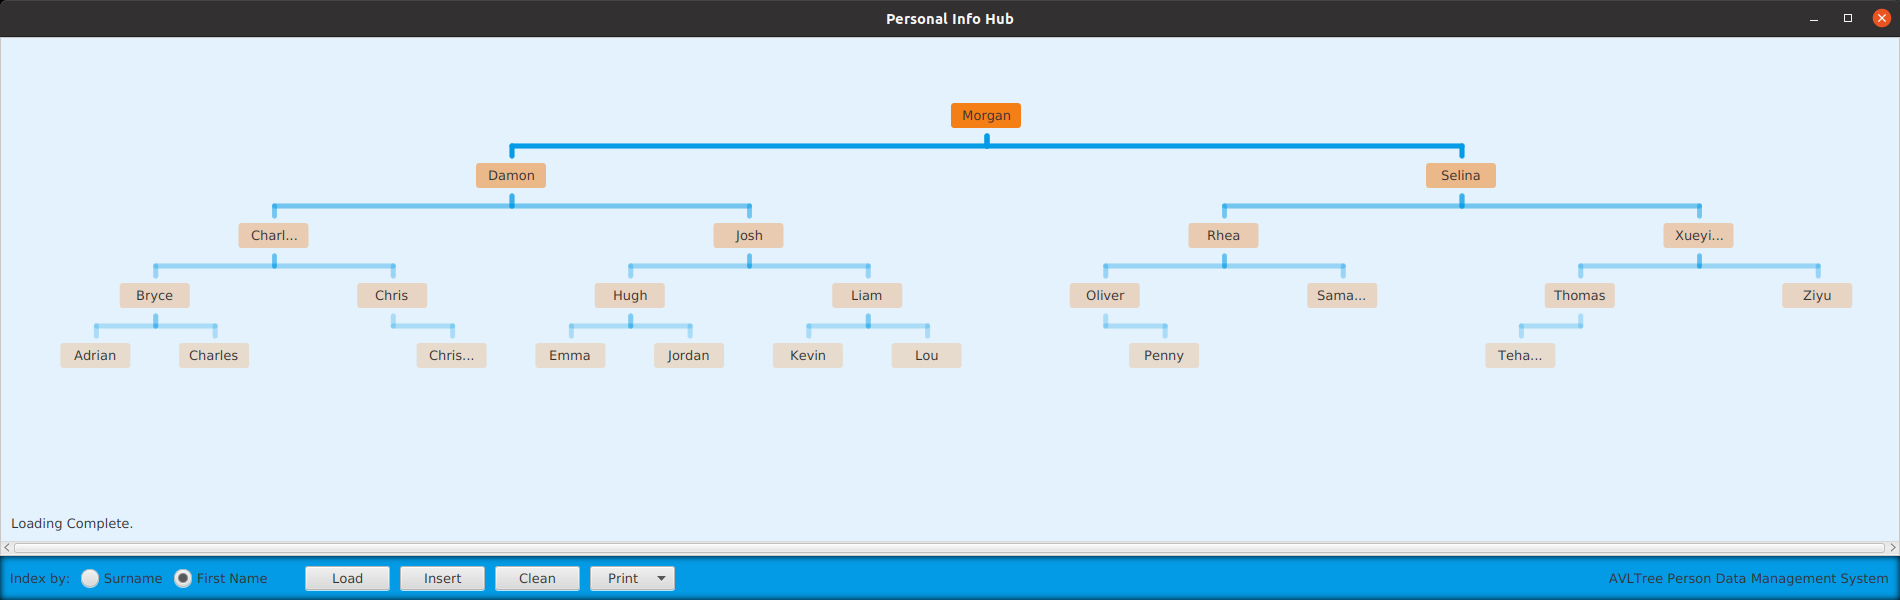 Personal Info Hub
Morgan
Damon Selina
Charl... Josh Rhea Xueyi...
Bryce Chris Hugh Liam Oliver Sama... Thomas Ziyu
Adrian Charles Chris... Emma Jordan Kevin Lou Penny Teha...
Loading Complete.
Index by: Surname First Name Load Insert Clean Print AVLTree Person Data Management System